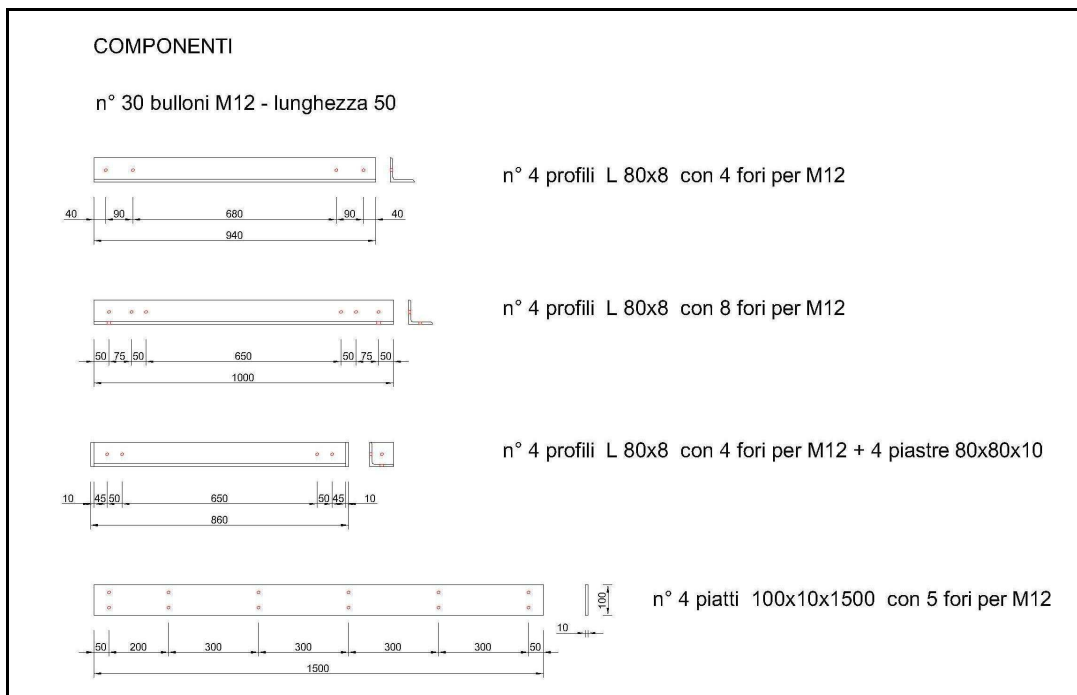 COMPONENTI
n° 30 bulloni M12 - lunghezza 50
n° 4 profili L 80x8 con 4 fori per M12
40 90 680 90 40
940
n° 4 profili L 80x8 con 8 fori per M12
50 75 50 650 50 75 50
1000
n° 4 profili L 80x8 con 4 fori per M12 + 4 piastre 80x80x10
10 45 50 650 50 45 10
860
n° 4 piatti 100x10x1500 con 5 fori per M12
100
10
50 200 300 300 300 300 50
1500